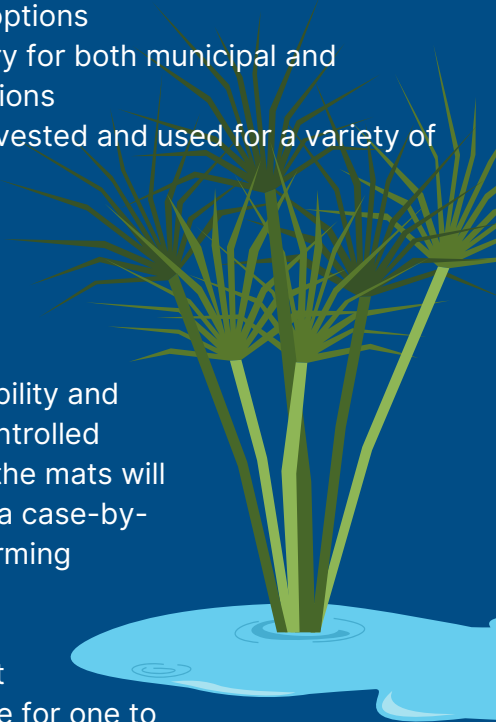 options
ry for both municipal and
ions
vested and used for a variety of
bility and
ntrolled
the mats will
a case-by-
rming
t
e for one to